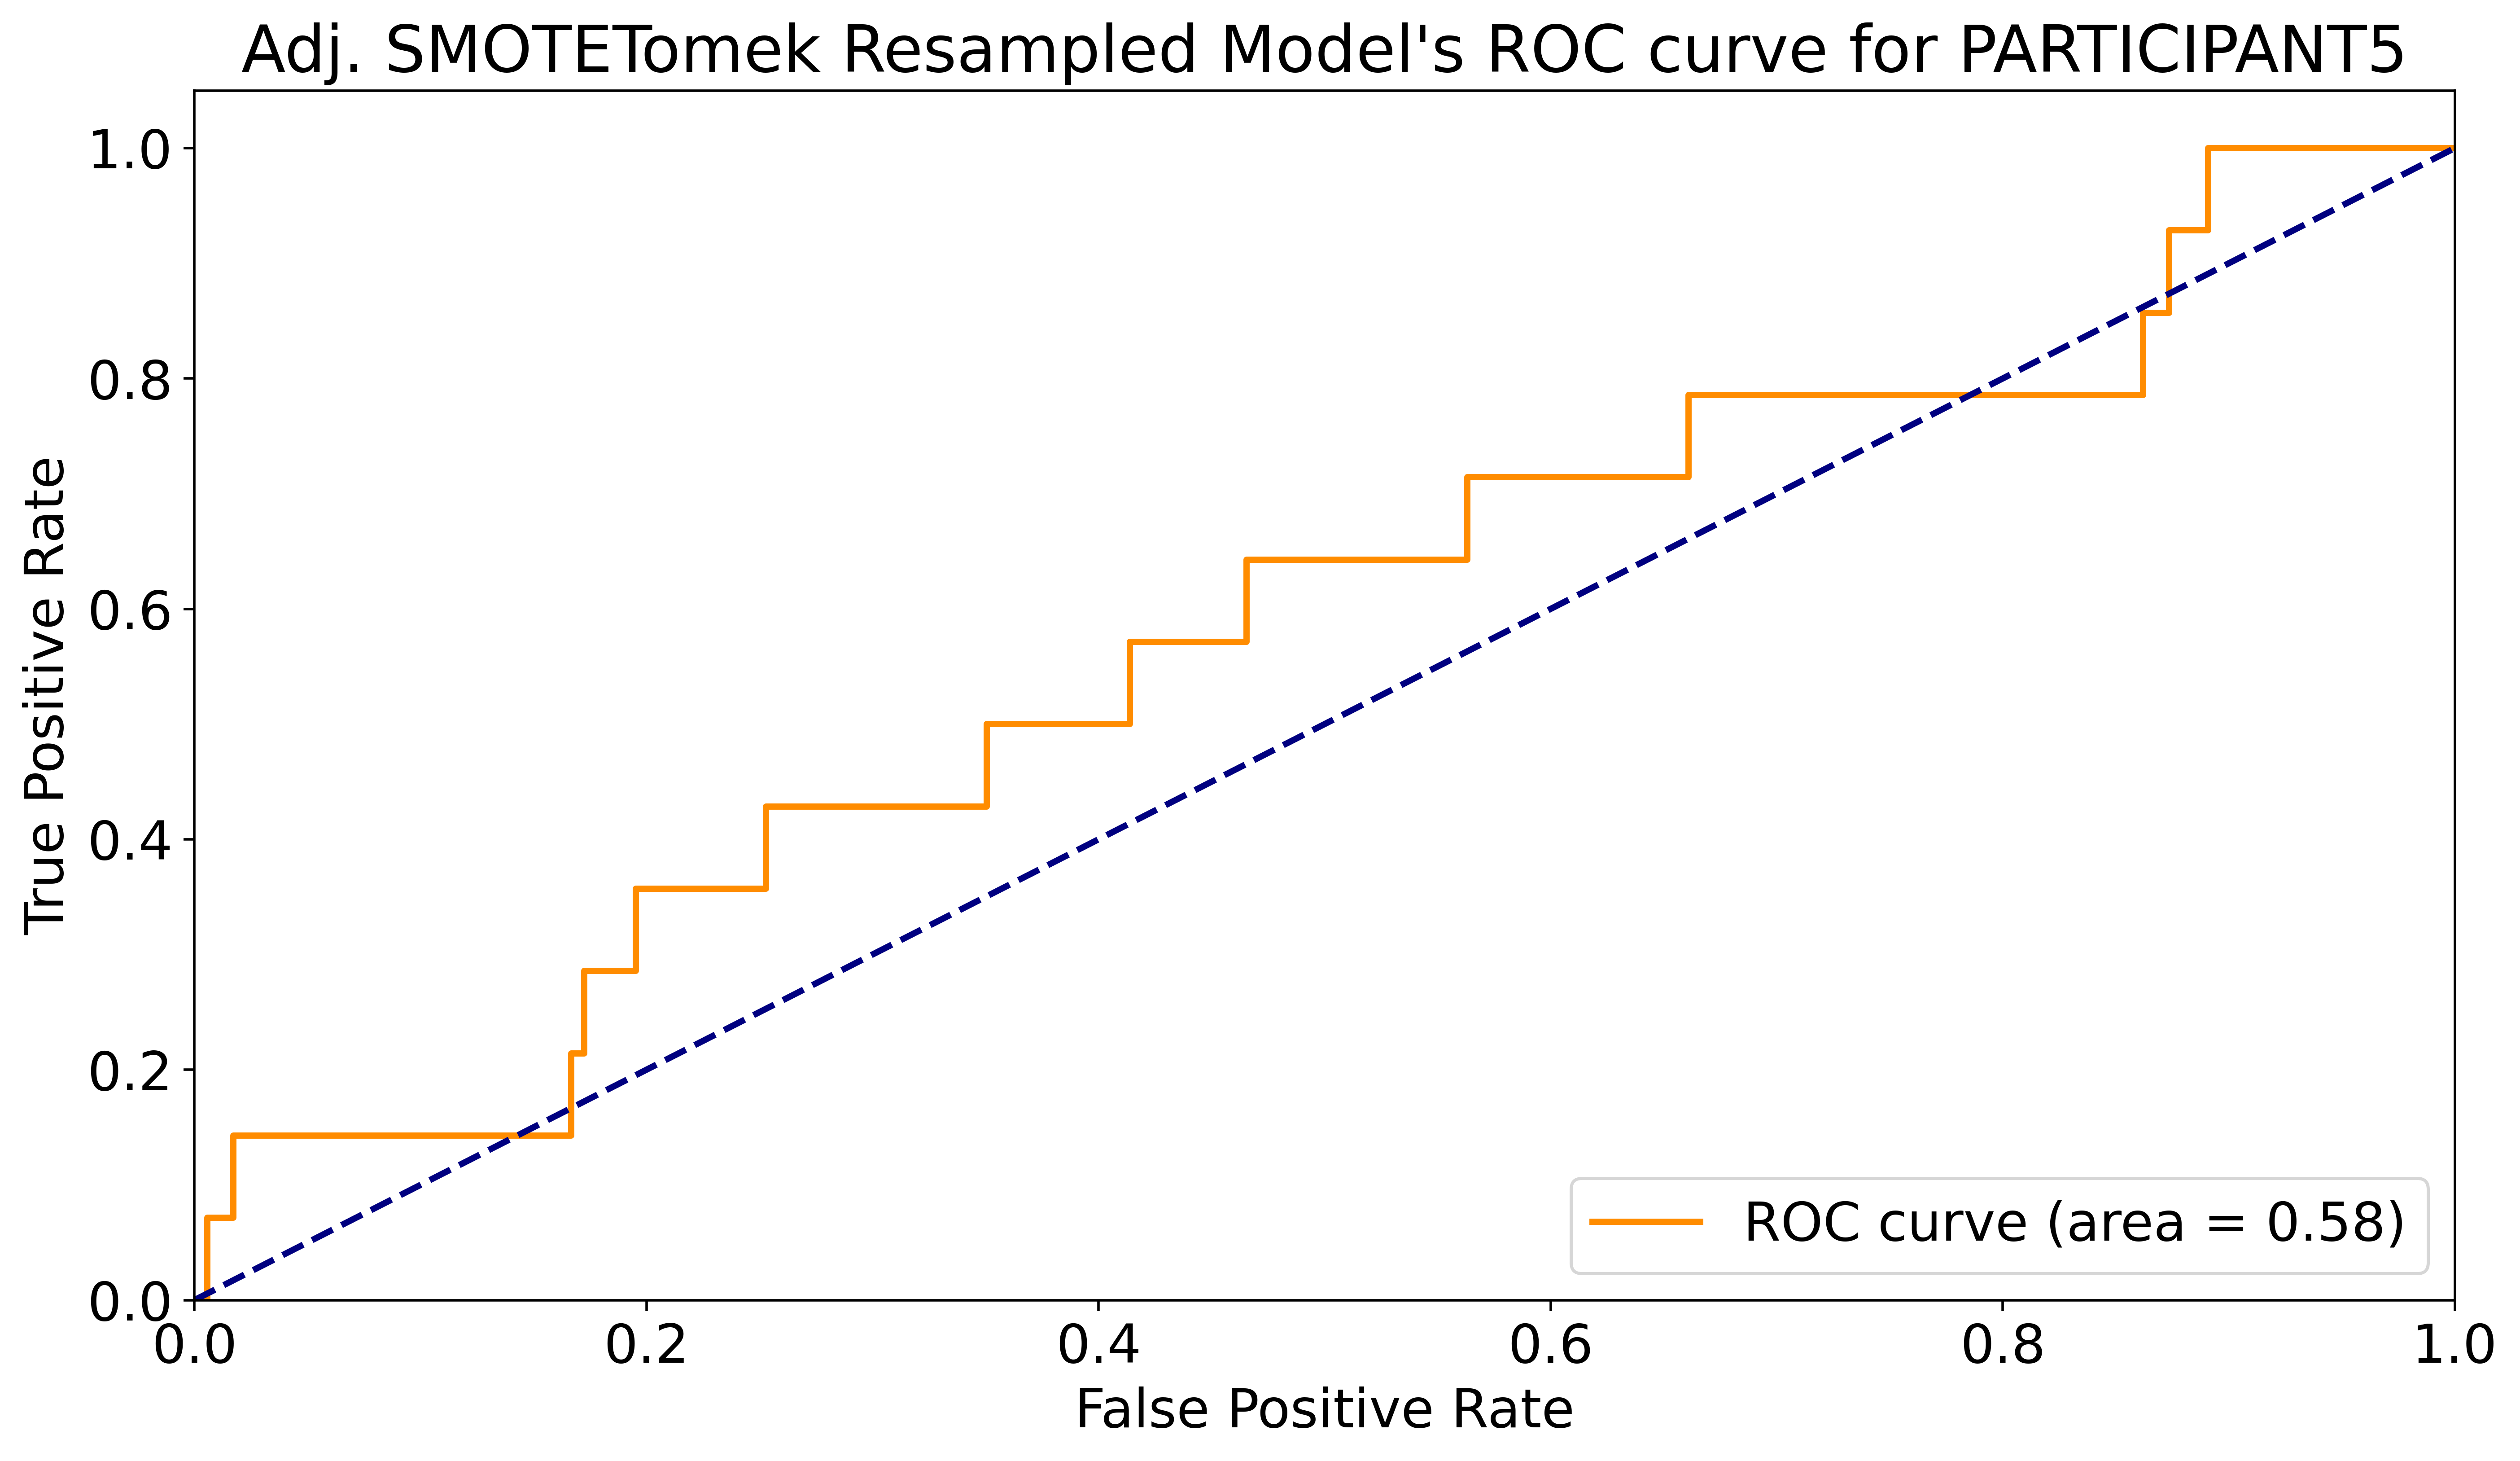 Adj. SMOTETomek Resampled Model's ROC curve for PARTICIPANT5
True Positive Rate
1.0
0.8
0.6
0.4
0.2
0.0
ROC curve (area = 0.58)
0.0 0.2 0.4 0.6 0.8 1.0
False Positive Rate